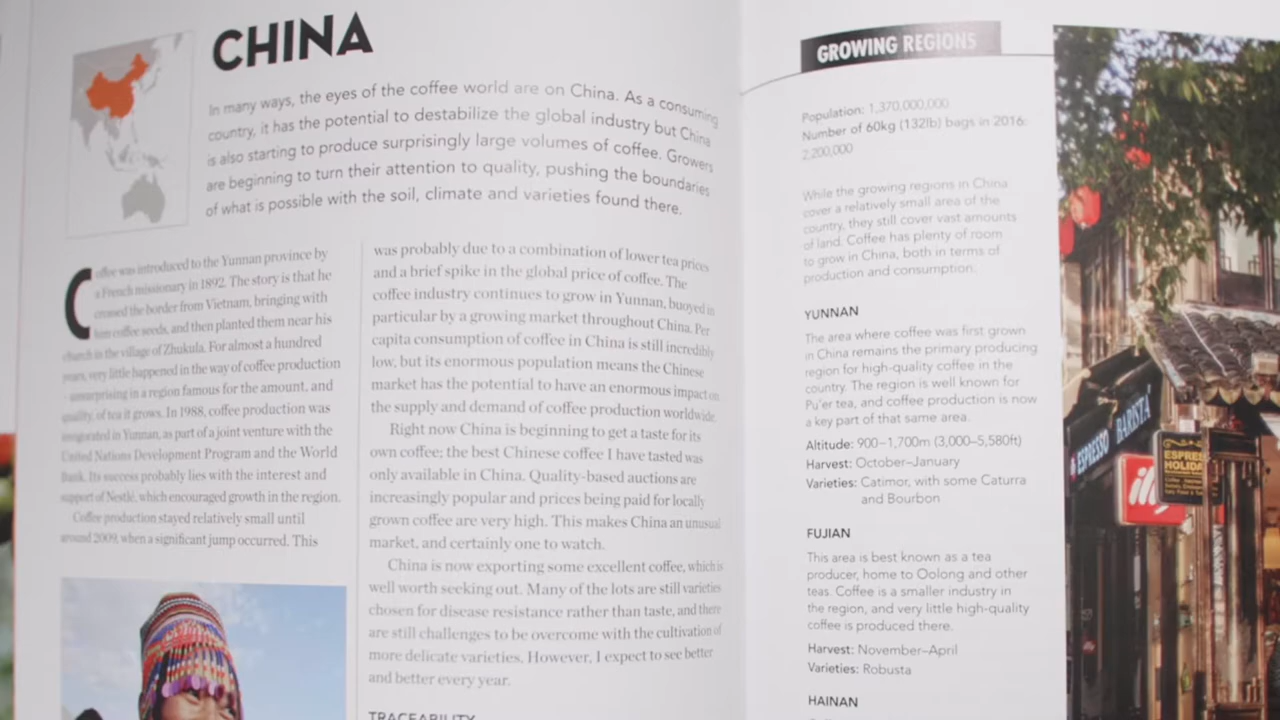 CHINA
In many ways, the eyes of the coffee world are on China. As a consuming
country, it has the potential to destabilize the global industry but China
is also starting to produce surprisingly large volumes of coffee. Growers
are beginning to turn their attention to quality, pushing the boundaries
of what is possible with the soil, climate and varieties found there.
Coffee was introduced to the Yunnan province by
a French missionary in 1892. The story is that he
crossed the border from Vietnam, bringing with
him coffee seeds, and then planted them near his
church in the village of Zhukula. For almost a hundred
years, very little happened in the way of coffee production
– unsurprising in a region famous for the amount, and
quality, of tea it grows. In 1988, coffee production was
invigorated in Yunnan, as part of a joint venture with the
United Nations Development Program and the World
Bank. Its success probably lies with the interest and
support of Nestlé, which encouraged growth in the region.
Coffee production stayed relatively small until
around 2009, when a significant jump occurred. This
was probably due to a combination of lower tea prices
and a brief spike in the global price of coffee. The
coffee industry continues to grow in Yunnan, buoyed in
particular by a growing market throughout China. Per
capita consumption of coffee in China is still incredibly
low, but its enormous population means the Chinese
market has the potential to have an enormous impact on
the supply and demand of coffee production worldwide.
Right now China is beginning to get a taste for its
own coffee; the best Chinese coffee I have tasted was
only available in China. Quality-based auctions are
increasingly popular and prices being paid for locally
grown coffee are very high. This makes China an unusual
market, and certainly one to watch.
China is now exporting some excellent coffee, which is
well worth seeking out. Many of the lots are still varieties
chosen for disease resistance rather than taste, and there
are still challenges to be overcome with the cultivation of
more delicate varieties. However, I expect to see better
and better every year.
TRACEABILITY
GROWING REGIONS
Population: 1,370,000,000
Number of 60kg (132lb) bags in 2016:
2,200,000
While the growing regions in China
cover a relatively small area of the
country, they still cover vast amounts
of land. Coffee has plenty of room
to grow in China, both in terms of
production and consumption.
YUNNAN
The area where coffee was first grown
in China remains the primary producing
region for high-quality coffee in the
country. The region is well known for
Pu'er tea, and coffee production is now
a key part of that same area.
Altitude: 900–1,700m (3,000–5,580ft)
Harvest: October–January
Varieties: Catimor, with some Caturra
and Bourbon
FUJIAN
This area is best known as a tea
producer, home to Oolong and other
teas. Coffee is a smaller industry in
the region, and very little high-quality
coffee is produced there.
Harvest: November–April
Varieties: Robusta
HAINAN
ESPRESSO BARISTA
illy
ESPRES
HOLIDA